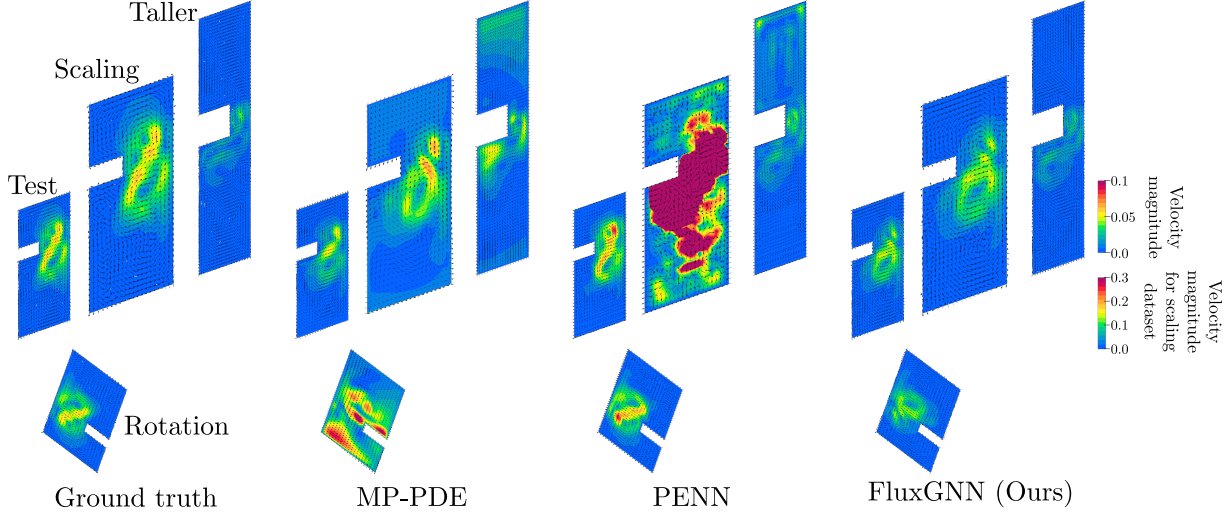 Taller
Scaling
Test
Rotation
0.1
0.05
0.0
Velocity
magnitude
0.3
0.2
0.1
0.0
Velocity
magnitude
for scaling
dataset
Ground truth
MP-PDE
PENN
FluxGNN (Ours)